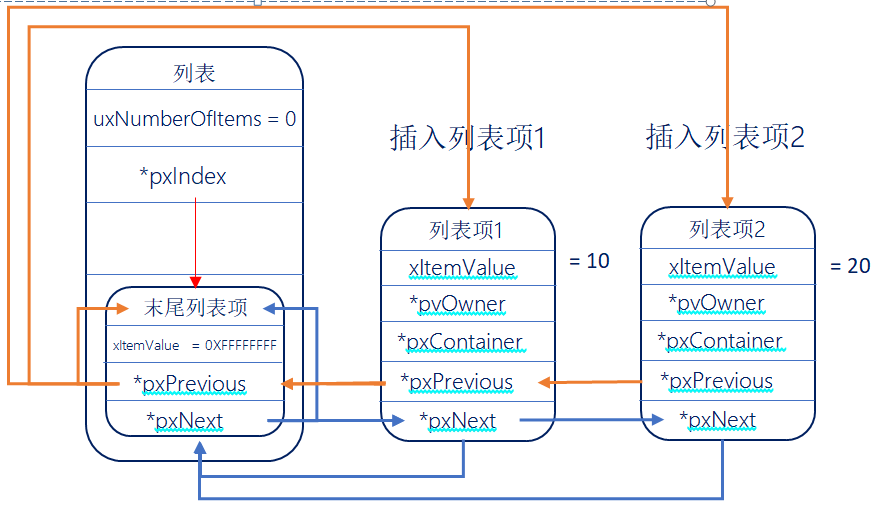 列表
uxNumberOfItems = 0
*pxIndex
末尾列表项
xItemValue = 0XFFFFFFFF
*pxPrevious
*pxNext
插入列表项1
列表项1
xItemValue
= 10
*pvOwner
*pxContainer
*pxPrevious
*pxNext
插入列表项2
列表项2
xItemValue
= 20
*pvOwner
*pxContainer
*pxPrevious
*pxNext